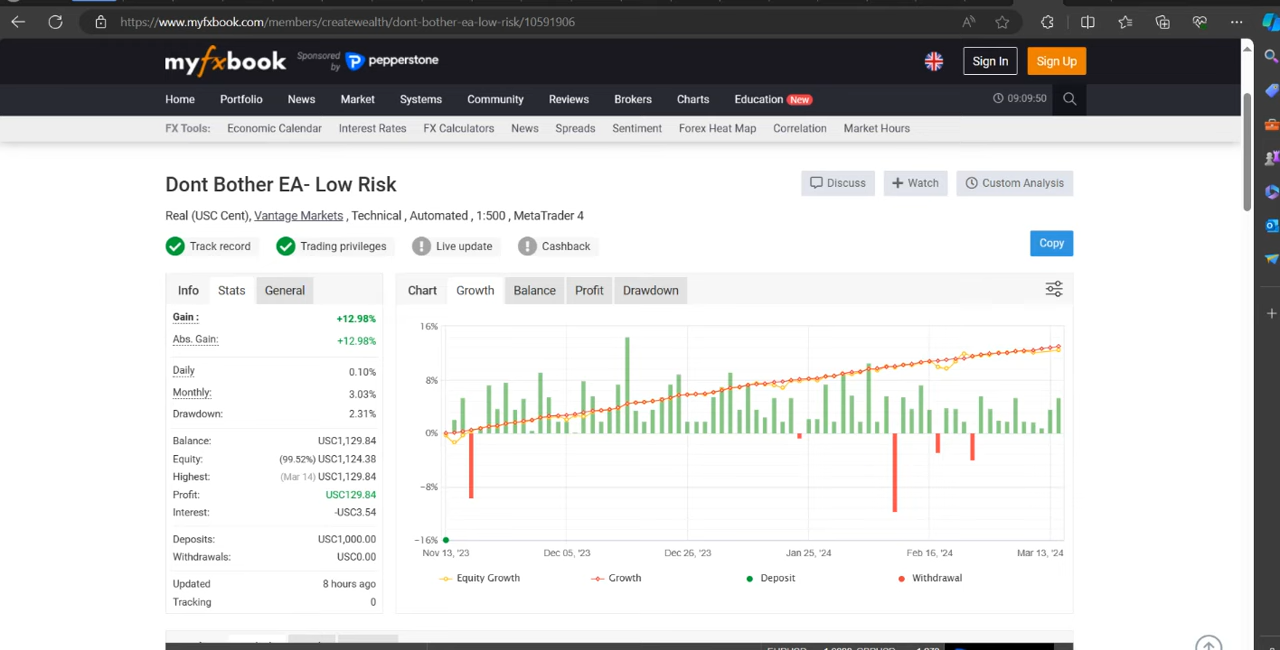 https://www.myfxbook.com/members/createwealth/dont-bother-ea-low-risk/10591906
myfxbook Sponsored by pepperstone
Sign In Sign Up
Home Portfolio News Market Systems Community Reviews Brokers Charts Education New 09:09:50
FX Tools: Economic Calendar Interest Rates FX Calculators News Spreads Sentiment Forex Heat Map Correlation Market Hours
Dont Bother EA- Low Risk
Discuss Watch Custom Analysis
Real (USC Cent), Vantage Markets , Technical , Automated , 1:500 , MetaTrader 4
Track record Trading privileges Live update Cashback
Copy
Info Stats General
Gain : +12.98%
Abs. Gain: +12.98%
Daily 0.10%
Monthly: 3.03%
Drawdown: 2.31%
Balance: USC1,129.84
Equity: (99.52%) USC1,124.38
Highest: (Mar 14) USC1,129.84
Profit: USC129.84
Interest: -USC3.54
Deposits: USC1,000.00
Withdrawals: USC0.00
Updated 8 hours ago
Tracking 0
Chart Growth Balance Profit Drawdown
16%
8%
0%
-8%
-16%
Nov 13, '23 Dec 05, '23 Dec 26, '23 Jan 25, '24 Feb 16, '24 Mar 13, '24
Equity Growth Growth Deposit Withdrawal